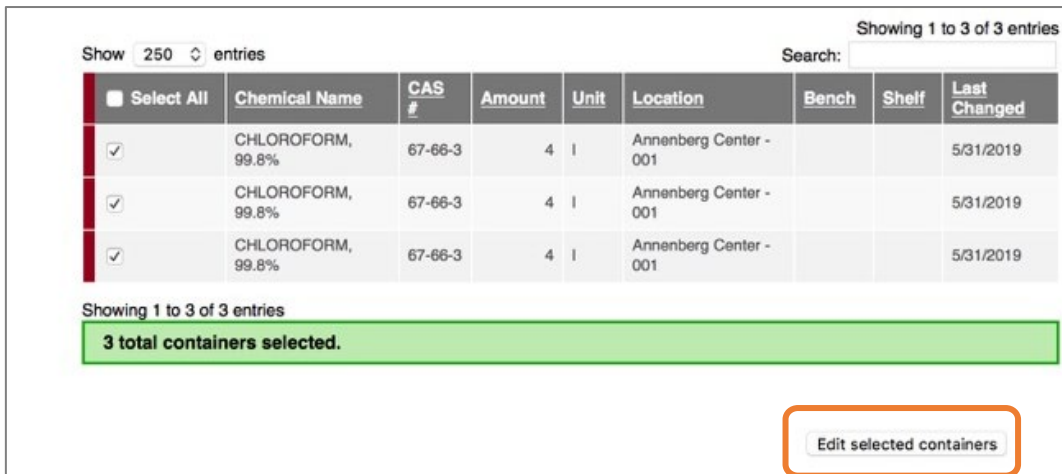 Showing 1 to 3 of 3 entries
Show 250 entries Search:
Select All Chemical Name CAS # Amount Unit Location Bench Shelf Last Changed
CHLOROFORM, 99.8% 67-66-3 4 l Annenberg Center - 001 5/31/2019
CHLOROFORM, 99.8% 67-66-3 4 l Annenberg Center - 001 5/31/2019
CHLOROFORM, 99.8% 67-66-3 4 l Annenberg Center - 001 5/31/2019
Showing 1 to 3 of 3 entries
3 total containers selected.
Edit selected containers